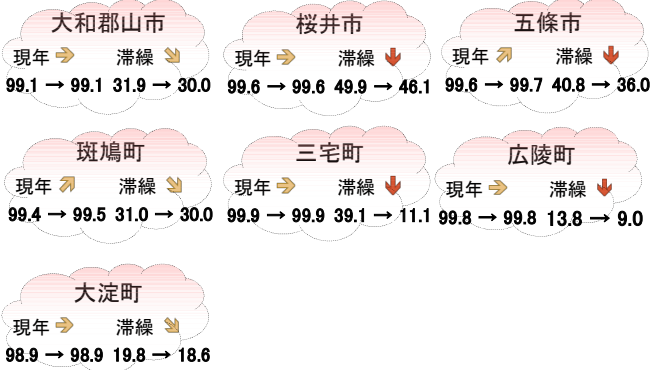 大和郡山市
現年 滞繰
99.1 → 99.1 31.9 → 30.0
桜井市
現年 滞繰
99.6 → 99.6 49.9 → 46.1
五條市
現年 滞繰
99.6 → 99.7 40.8 → 36.0
斑鳩町
現年 滞繰
99.4 → 99.5 31.0 → 30.0
三宅町
現年 滞繰
99.9 → 99.9 39.1 → 11.1
広陵町
現年 滞繰
99.8 → 99.8 13.8 → 9.0
大淀町
現年 滞繰
98.9 → 98.9 19.8 → 18.6